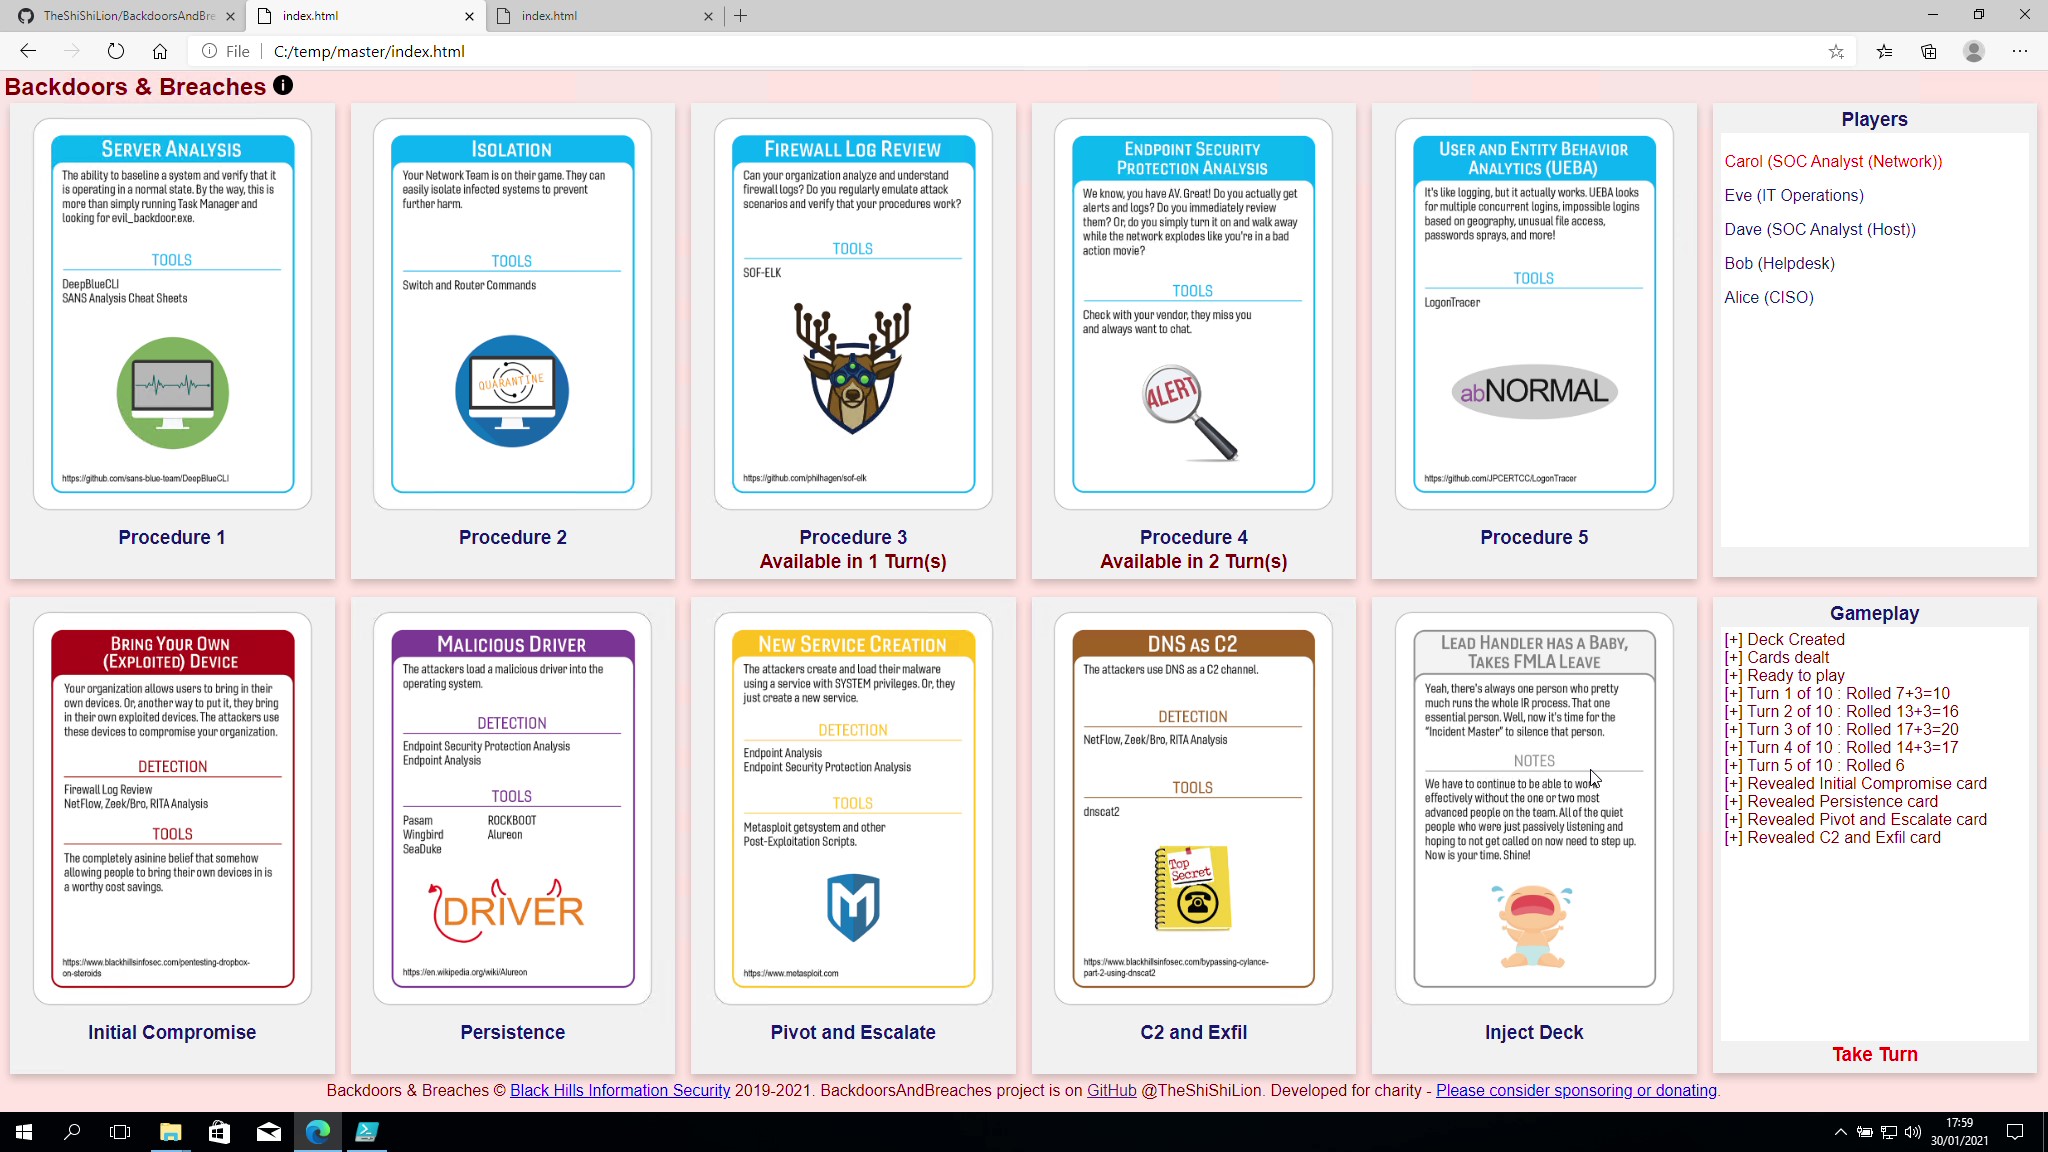 TheShiShiLion/BackdoorsAndBre
index.html
index.html
File
C:/temp/master/index.html
Backdoors & Breaches
SERVER ANALYSIS
The ability to baseline a system and verify that it
is operating in a normal state. By the way, this is
more than simply running Task Manager and
looking for evil_backdoor.exe.
TOOLS
DeepBlueCLI
SANS Analysis Cheat Sheets
https://github.com/sans-blue-team/DeepBlueCLI
Procedure 1
ISOLATION
Your Network Team is on their game. They can
easily isolate infected systems to prevent
further harm.
TOOLS
Switch and Router Commands
QUARANTINE
Procedure 2
FIREWALL LOG REVIEW
Can your organization analyze and understand
firewall logs? Do you regularly emulate attack
scenarios and verify that your procedures work?
TOOLS
SOF-ELK
https://github.com/philhagen/sof-elk
Procedure 3
Available in 1 Turn(s)
ENDPOINT SECURITY
PROTECTION ANALYSIS
We know, you have AV. Great! Do you actually get
alerts and logs? Do you immediately review
them? Or, do you simply turn it on and walk away
while the network explodes like you're in a bad
action movie?
TOOLS
Check with your vendor, they miss you
and always want to chat.
ALERT
Procedure 4
Available in 2 Turn(s)
USER AND ENTITY BEHAVIOR
ANALYTICS (UEBA)
It's like logging, but it actually works. UEBA looks
for multiple concurrent logins, impossible logins
based on geography, unusual file access,
passwords sprays, and more!
TOOLS
LogonTracer
abNORMAL
https://github.com/JPCERTCC/LogonTracer
Procedure 5
Players
Carol (SOC Analyst (Network))
Eve (IT Operations)
Dave (SOC Analyst (Host))
Bob (Helpdesk)
Alice (CISO)
BRING YOUR OWN
(EXPLOITED) DEVICE
Your organization allows users to bring in their
own devices. Or, another way to put it, they bring
in their own exploited devices. The attackers use
these devices to compromise your organization.
DETECTION
Firewall Log Review
NetFlow, Zeek/Bro, RITA Analysis
TOOLS
The completely asinine belief that somehow
allowing people to bring their own devices in is
a worthy cost savings.
https://www.blackhillsinfosec.com/pentesting-dropbox-
on-steroids
Initial Compromise
MALICIOUS DRIVER
The attackers load a malicious driver into the
operating system.
DETECTION
Endpoint Security Protection Analysis
Endpoint Analysis
TOOLS
Pasam ROCKBOOT
Wingbird Alureon
SeaDuke
DRIVER
https://en.wikipedia.org/wiki/Alureon
Persistence
NEW SERVICE CREATION
The attackers create and load their malware
using a service with SYSTEM privileges. Or, they
just create a new service.
DETECTION
Endpoint Analysis
Endpoint Security Protection Analysis
TOOLS
Metasploit getsystem and other
Post-Exploitation Scripts.
M
https://www.metasploit.com
Pivot and Escalate
DNS AS C2
The attackers use DNS as a C2 channel.
DETECTION
NetFlow, Zeek/Bro, RITA Analysis
TOOLS
dnscat2
Top
Secret
https://www.blackhillsinfosec.com/bypassing-cylance-
part-2-using-dnscat2
C2 and Exfil
LEAD HANDLER HAS A BABY,
TAKES FMLA LEAVE
Yeah, there's always one person who pretty
much runs the whole IR process. That one
essential person. Well, now it's time for the
"Incident Master" to silence that person.
NOTES
We have to continue to be able to work
effectively without the one or two most
advanced people on the team. All of the quiet
people who were just passively listening and
hoping to not get called on now need to step up.
Now is your time. Shine!
Inject Deck
Gameplay
[+] Deck Created
[+] Cards dealt
[+] Ready to play
[+] Turn 1 of 10 : Rolled 7+3=10
[+] Turn 2 of 10 : Rolled 13+3=16
[+] Turn 3 of 10 : Rolled 17+3=20
[+] Turn 4 of 10 : Rolled 14+3=17
[+] Turn 5 of 10 : Rolled 6
[+] Revealed Initial Compromise card
[+] Revealed Persistence card
[+] Revealed Pivot and Escalate card
[+] Revealed C2 and Exfil card
Take Turn
Backdoors & Breaches © Black Hills Information Security 2019-2021. BackdoorsAndBreaches project is on GitHub @TheShiShiLion. Developed for charity - Please consider sponsoring or donating.
17:59
30/01/2021